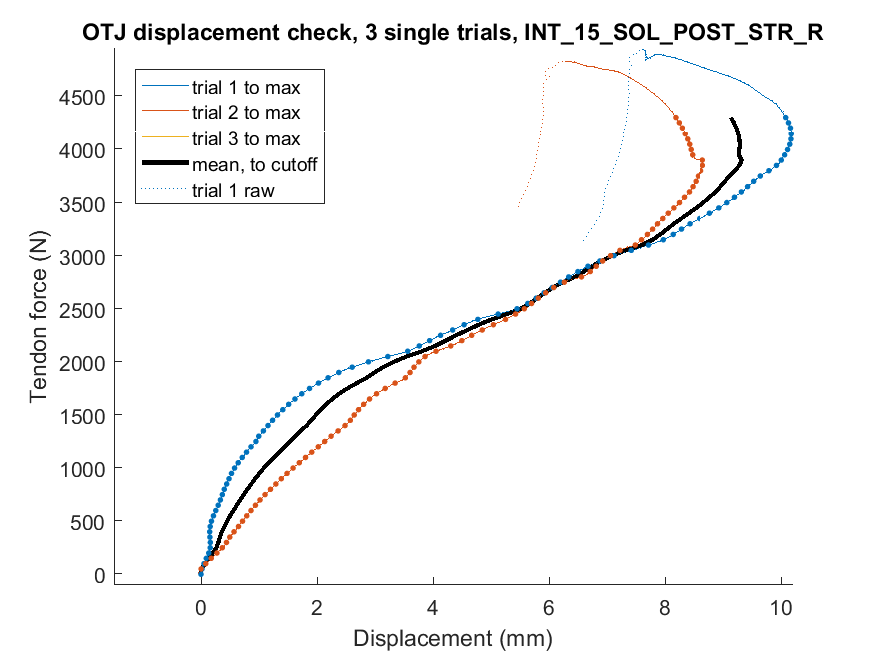 OTJ displacement check, 3 single trials, INT_15_SOL_POST_STR_R
trial 1 to max
trial 2 to max
trial 3 to max
mean, to cutoff
trial 1 raw
4500
4000
3500
3000
2500
2000
1500
1000
500
0
Tendon force (N)
0 2 4 6 8 10
Displacement (mm)